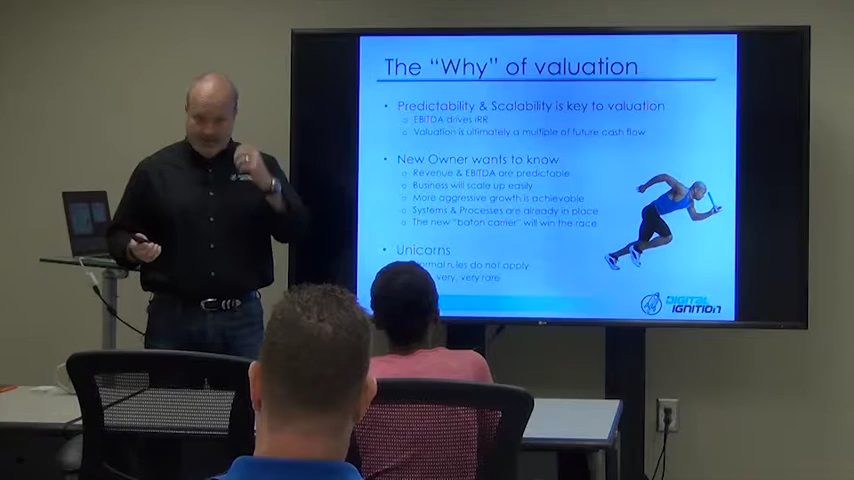 The "Why" of valuation
• Predictability & Scalability is key to valuation
o EBITDA drives IRR
o Valuation is ultimately a multiple of future cash flow
• New Owner wants to know
o Revenue & EBITDA are predictable
o Business will scale up easily
o More aggressive growth is achievable
o Systems & Processes are already in place
o The new "baton carrier" will win the race
• Unicorns
ormal rules do not apply
very, very rare
DIGITAL
IGNITION